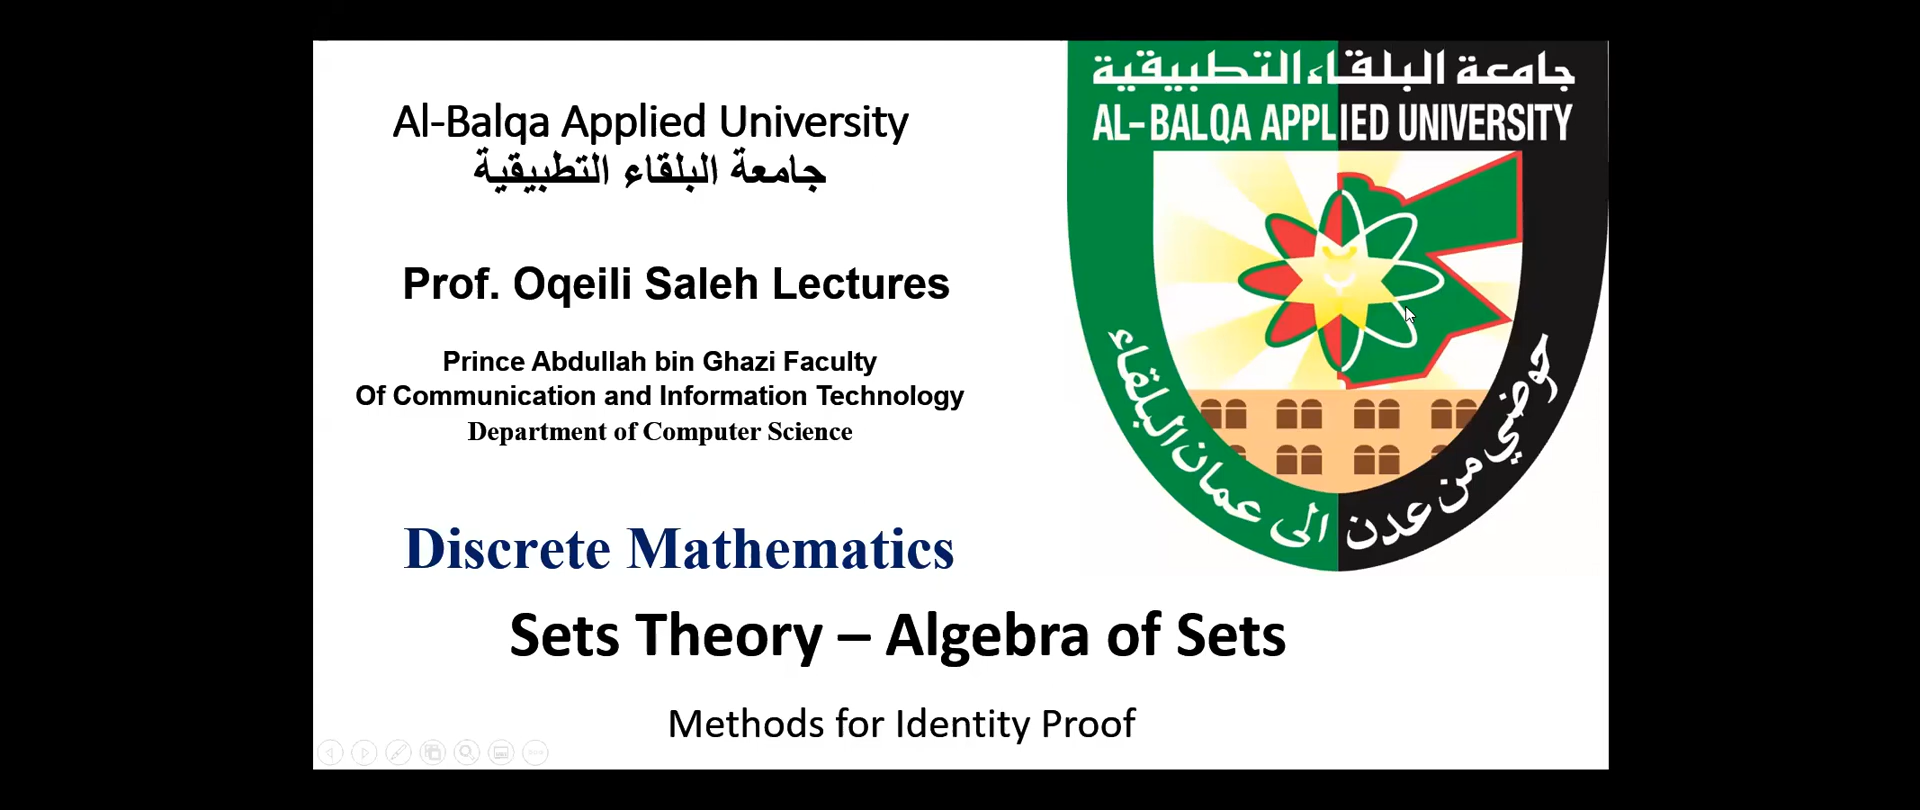 Al-Balqa Applied University
جامعة البلقاء التطبيقية
Prof. Oqeili Saleh Lectures
Prince Abdullah bin Ghazi Faculty
Of Communication and Information Technology
Department of Computer Science
Discrete Mathematics
Sets Theory – Algebra of Sets
Methods for Identity Proof
جامعة البلقاء التطبيقية
AL-BALQA APPLIED UNIVERSITY
حوضي من عدن الى عمان البلقاء